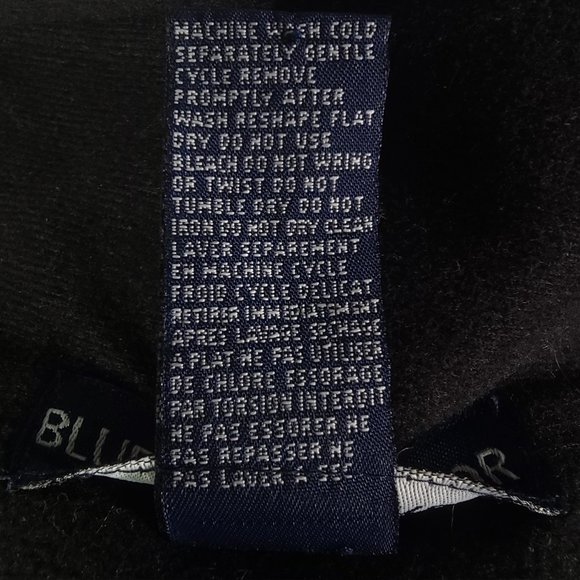 MACHINE WASH COLD
SEPARATELY GENTLE
CYCLE REMOVE
PROMPTLY AFTER
WASH RESHAPE FLAT
DRY DO NOT USE
BLEACH DO NOT WRING
OR TWIST DO NOT
TUMBLE DRY DO NOT
IRON DO NOT DRY CLEAN
LAVER SEPAREMENT
EN MACHINE CYCLE
FROID CYCLE DELICAT
RETIRER IMMEDIATEMENT
APRES LAVAGE SECHAGE
A PLAT NE PAS UTILISER
DE CHLORE ESSORAGE
PAR TORSION INTERDIT
NE PAS ESSORER NE
PAS REPASSER NE
PAS LAVER A SEC